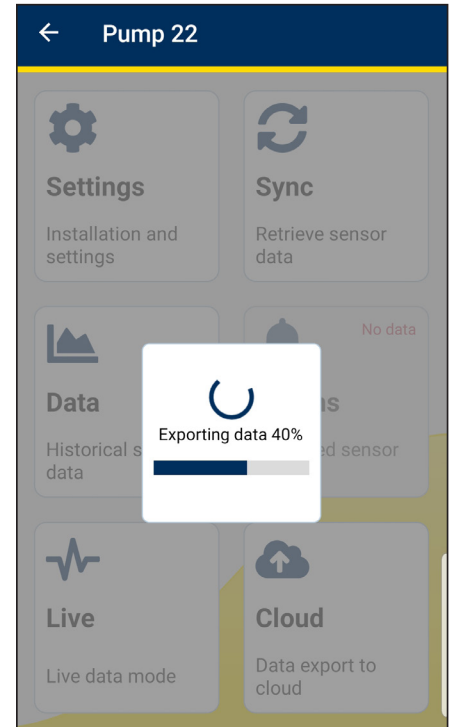 Pump 22
Settings
Installation and
settings
Sync
Retrieve sensor
data
No data
Data
Historical s
data
ns
ed sensor
Exporting data 40%
Live
Live data mode
Cloud
Data export to
cloud